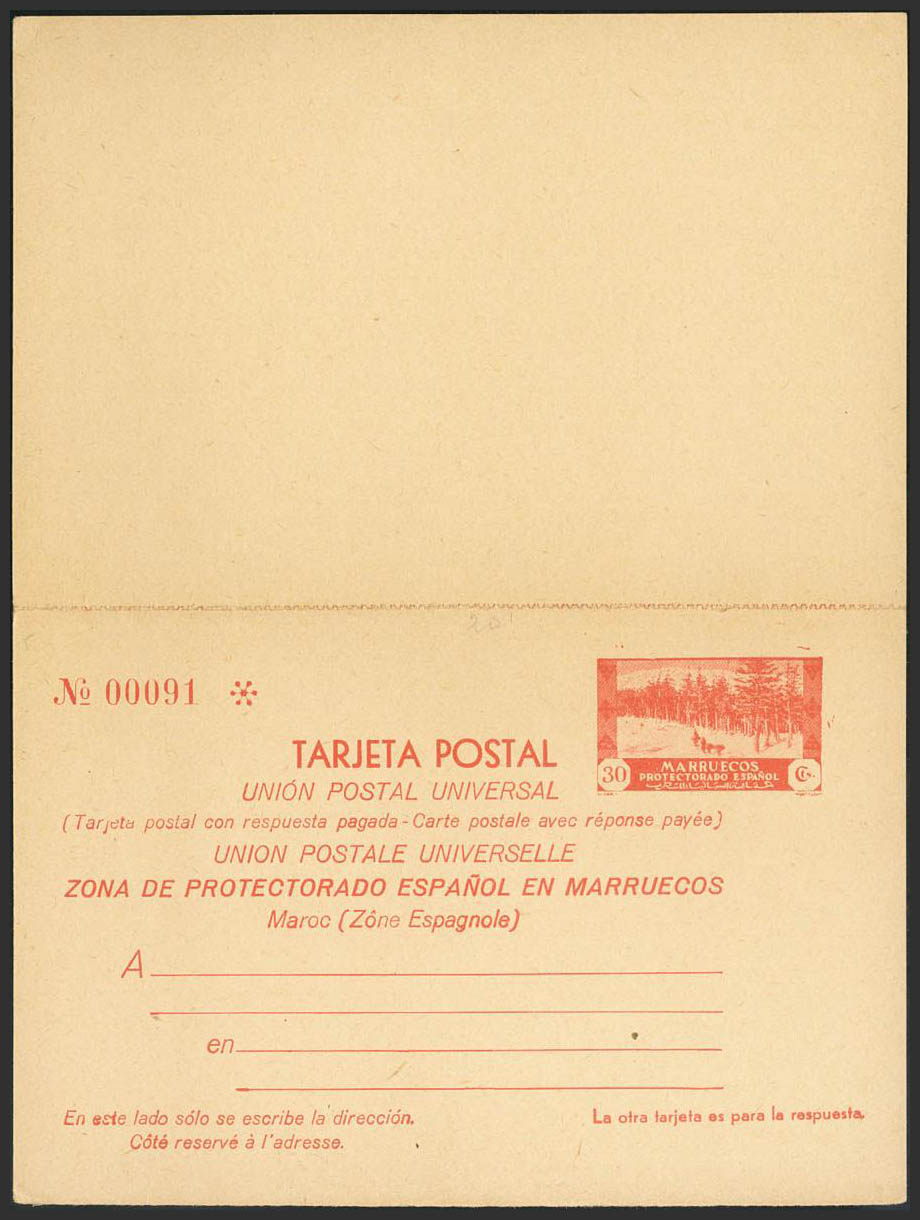 20
№ 00091
TARJETA POSTAL
UNIÓN POSTAL UNIVERSAL
(Tarjeta postal con respuesta pagada - Carte postale avec réponse payée)
UNION POSTALE UNIVERSELLE
ZONA DE PROTECTORADO ESPAÑOL EN MARRUECOS
Maroc (Zône Espagnole)
30 MARRUECOS Cts.
PROTECTORADO ESPAÑOL
A
en
En este lado sólo se escribe la dirección.
Côté reservé à l'adresse.
La otra tarjeta es para la respuesta.